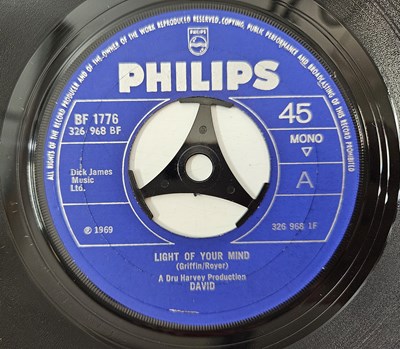 ALL RIGHTS OF THE RECORD PRODUCER AND OF THE OWNER OF THE WORK REPRODUCED RESERVED. COPYING, PUBLIC PERFORMANCE AND BROADCASTING OF THIS RECORD PROHIBITED
PHILIPS
PHILIPS
BF 1776
326 968 BF
45
MONO
Dick James
Music
Ltd.
A
℗ 1969
326 968 1F
LIGHT OF YOUR MIND
(Griffin/Royer)
A Dru Harvey Production
DAVID